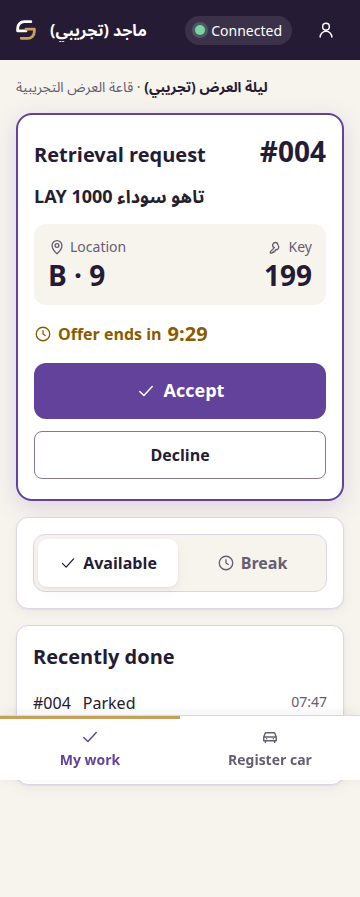 ماجد (تجريبي)
Connected
ليلة العرض (تجريبي) · قاعة العرض التجريبية
Retrieval request
#004
تاهو سوداء LAY 1000
Location
Key
B · 9
199
Offer ends in 9:29
Accept
Decline
Available
Break
Recently done
#004 Parked 07:47
My work
Register car